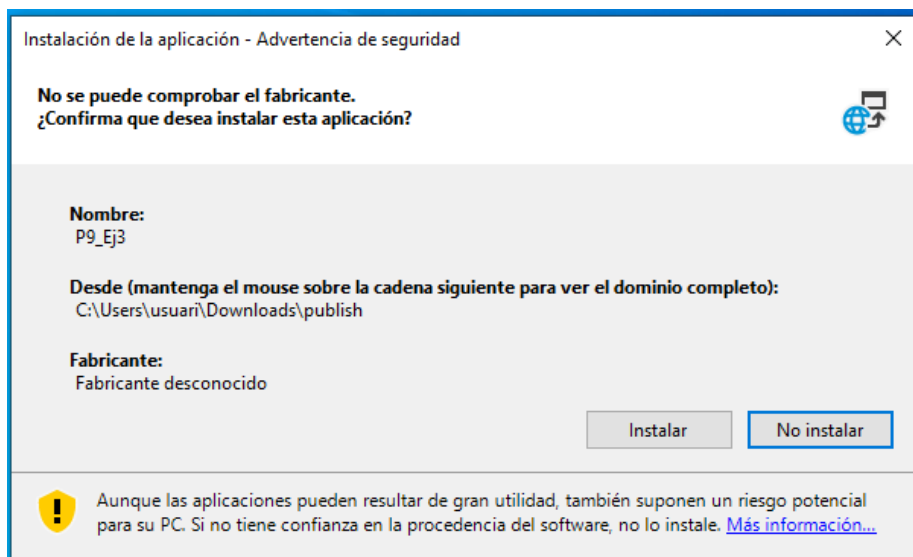 Instalación de la aplicación - Advertencia de seguridad
No se puede comprobar el fabricante.
¿Confirma que desea instalar esta aplicación?
Nombre:
P9_Ej3
Desde (mantenga el mouse sobre la cadena siguiente para ver el dominio completo):
C:\Users\usuari\Downloads\publish
Fabricante:
Fabricante desconocido
Instalar
No instalar
Aunque las aplicaciones pueden resultar de gran utilidad, también suponen un riesgo potencial
para su PC. Si no tiene confianza en la procedencia del software, no lo instale. Más información...